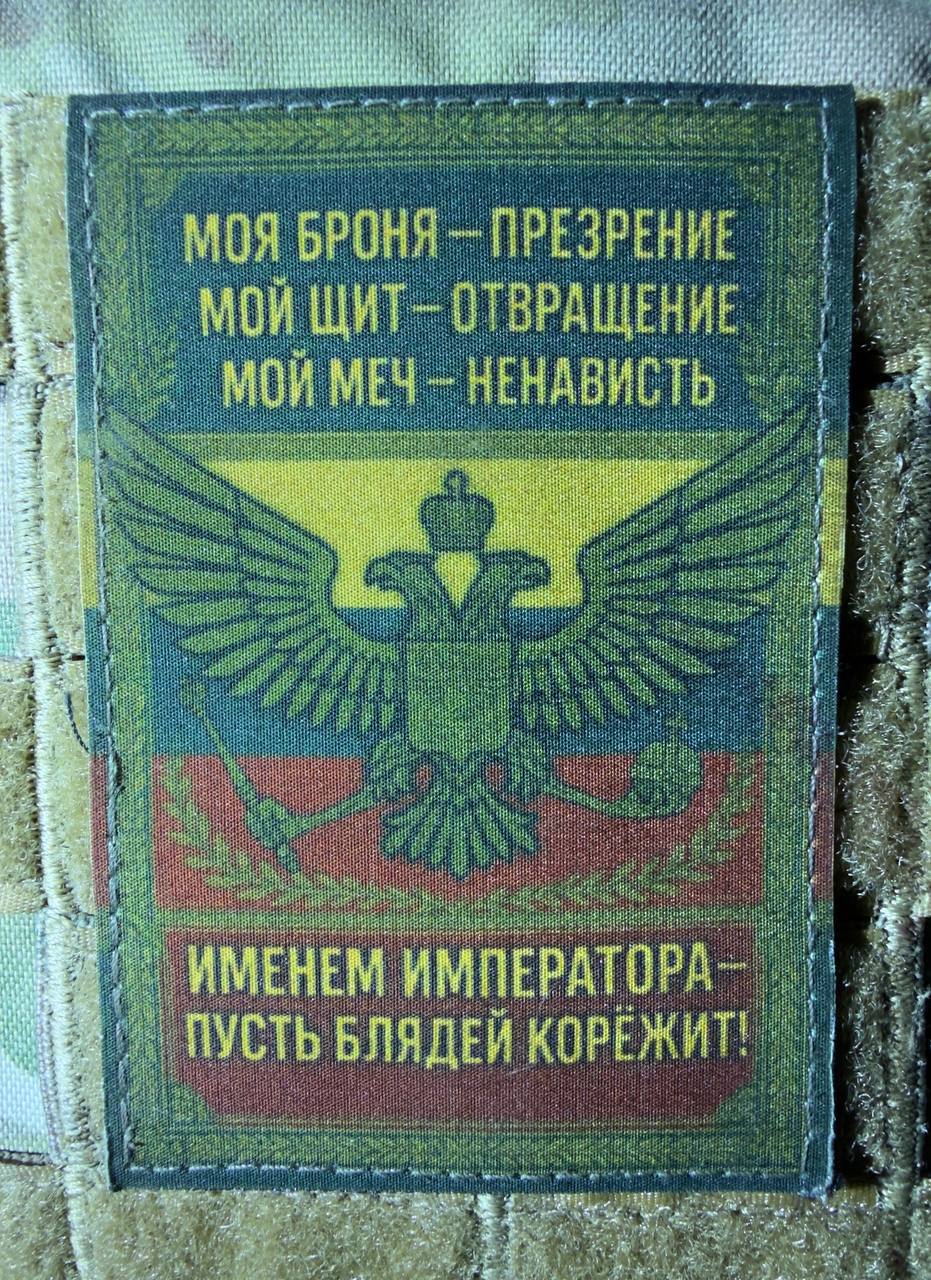 МОЯ БРОНЯ – ПРЕЗРЕНИЕ
МОЙ ЩИТ – ОТВРАЩЕНИЕ
МОЙ МЕЧ – НЕНАВИСТЬ
ИМЕНЕМ ИМПЕРАТОРА –
ПУСТЬ БЛЯДЕЙ КОРЁЖИТ!